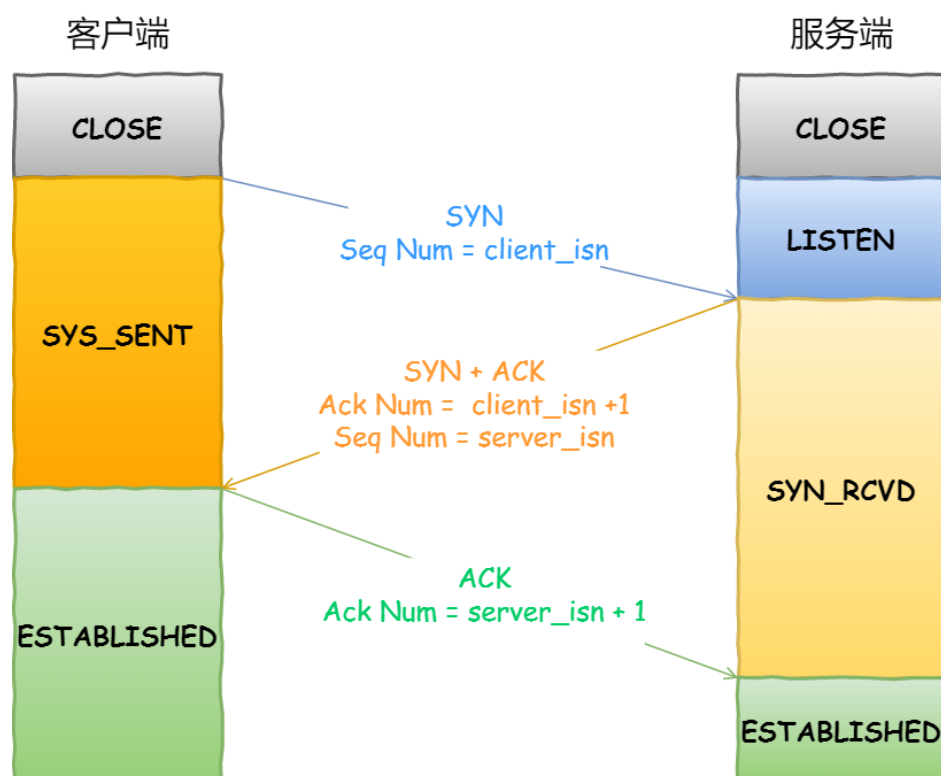 客户端
服务端
CLOSE
CLOSE
SYN
Seq Num = client_isn
LISTEN
SYS_SENT
SYN + ACK
Ack Num = client_isn +1
Seq Num = server_isn
SYN_RCVD
ACK
Ack Num = server_isn + 1
ESTABLISHED
ESTABLISHED